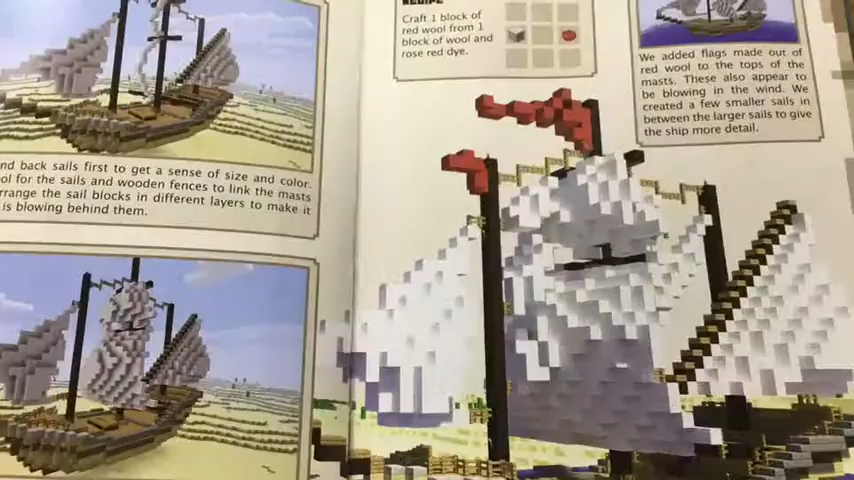 nd back sails first to get a sense of size and color.
ol for the sails and wooden fences to link the masts
rrange the sail blocks in different layers to make it
is blowing behind them.
RECIPE
Craft 1 block of
red wool from 1
block of wool and
rose red dye.
We added flags made out of
red wool to the tops of the
masts. These also appear to
be blowing in the wind. We
created a few smaller sails in
between the larger sails to give
the ship more detail.